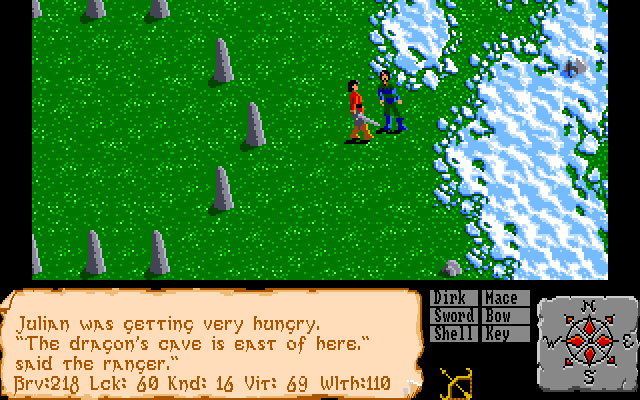 Julian was getting very hungry.
"The dragon's cave is east of here."
said the ranger."
Brv:218 Lck: 60 Knd: 16 Vit: 69 Wlth:110
Dirk Mace
Sword Bow
Shell Key
N
W E
S